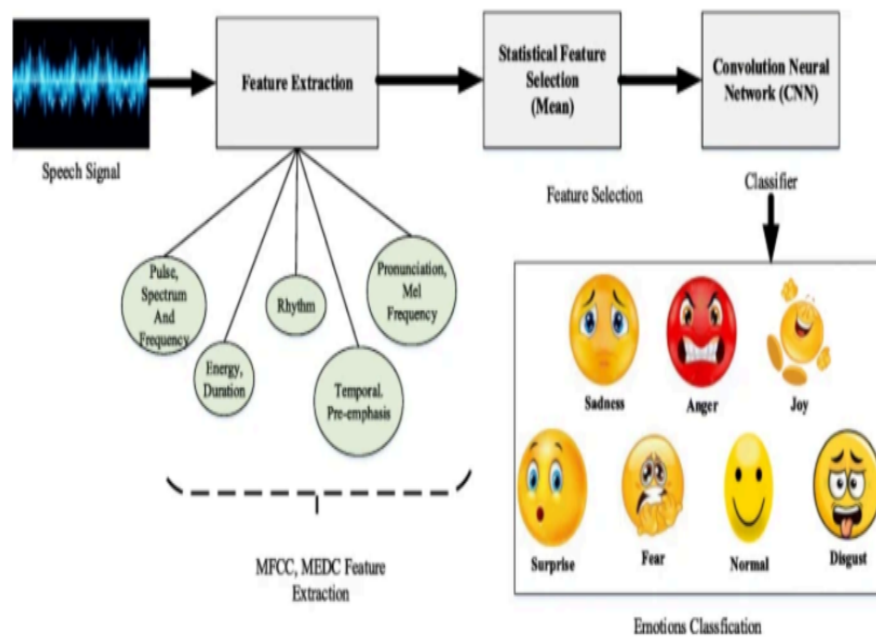 Speech Signal
Feature Extraction
Statistical Feature
Selection
(Mean)
Feature Selection
Convolution Neural
Network (CNN)
Classifier
Pulse,
Spectrum
And
Frequency
Energy,
Duration
Rhythm
Temporal.
Pre-emphasis
Pronunciation,
Mel
Frequency
MFCC, MEDC Feature
Extraction
Sadness
Anger
Joy
Surprise
Fear
Normal
Disgust
Emotions Classfication